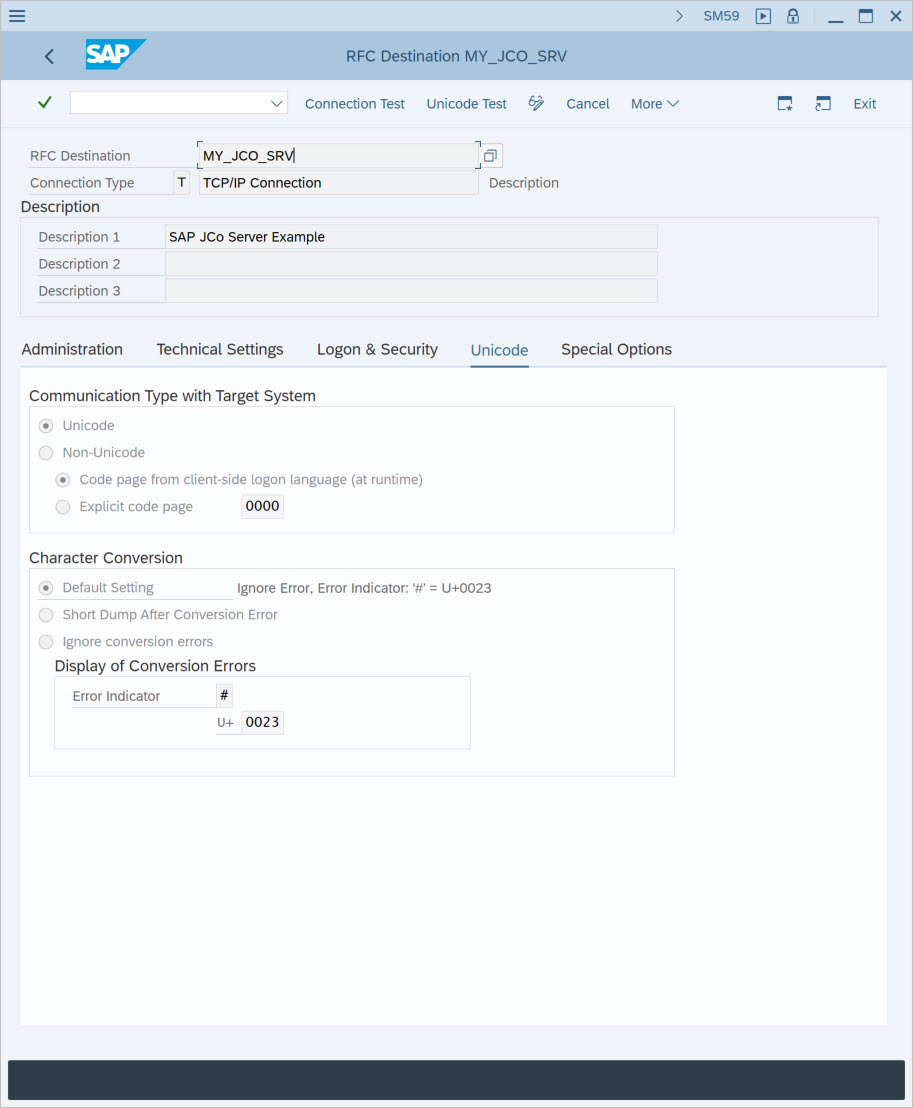 SM59
SAP RFC Destination MY_JCO_SRV
Connection Test Unicode Test Cancel More Exit
RFC Destination MY_JCO_SRV
Connection Type T TCP/IP Connection Description
Description
Description 1 SAP JCo Server Example
Description 2
Description 3
Administration Technical Settings Logon & Security Unicode Special Options
Communication Type with Target System
Unicode
Non-Unicode
Code page from client-side logon language (at runtime)
Explicit code page 0000
Character Conversion
Default Setting Ignore Error, Error Indicator: '#' = U+0023
Short Dump After Conversion Error
Ignore conversion errors
Display of Conversion Errors
Error Indicator #
U+ 0023